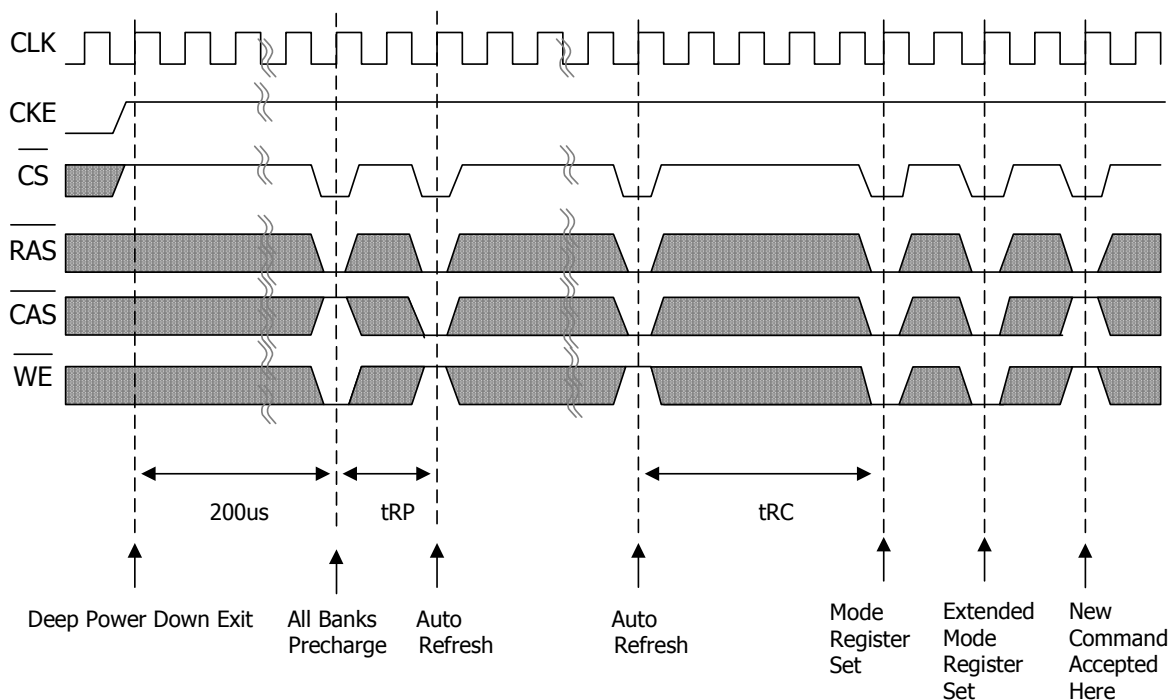 CLK
CKE
CS
RAS
CAS
WE
200us
tRP
tRC
Deep Power Down Exit
All Banks
Precharge
Auto
Refresh
Auto
Refresh
Mode
Register
Set
Extended
Mode
Register
Set
New
Command
Accepted
Here